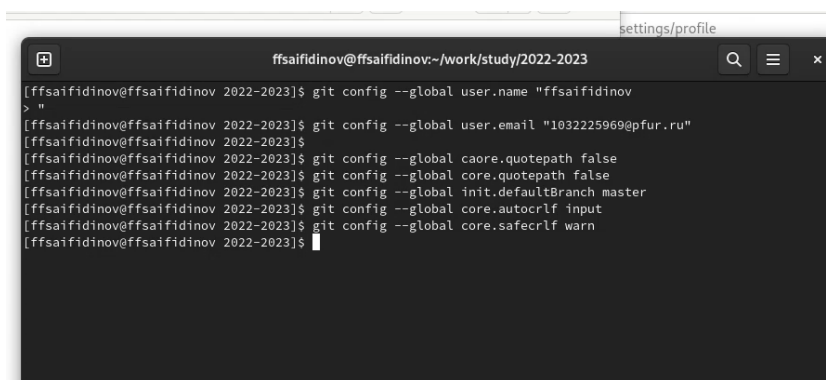 settings/profile
ffsaifidinov@ffsaifidinov:~/work/study/2022-2023
[ffsaifidinov@ffsaifidinov 2022-2023]$ git config --global user.name "ffsaifidinov
> "
[ffsaifidinov@ffsaifidinov 2022-2023]$ git config --global user.email "1032225969@pfur.ru"
[ffsaifidinov@ffsaifidinov 2022-2023]$
[ffsaifidinov@ffsaifidinov 2022-2023]$ git config --global caore.quotepath false
[ffsaifidinov@ffsaifidinov 2022-2023]$ git config --global core.quotepath false
[ffsaifidinov@ffsaifidinov 2022-2023]$ git config --global init.defaultBranch master
[ffsaifidinov@ffsaifidinov 2022-2023]$ git config --global core.autocrlf input
[ffsaifidinov@ffsaifidinov 2022-2023]$ git config --global core.safecrlf warn
[ffsaifidinov@ffsaifidinov 2022-2023]$